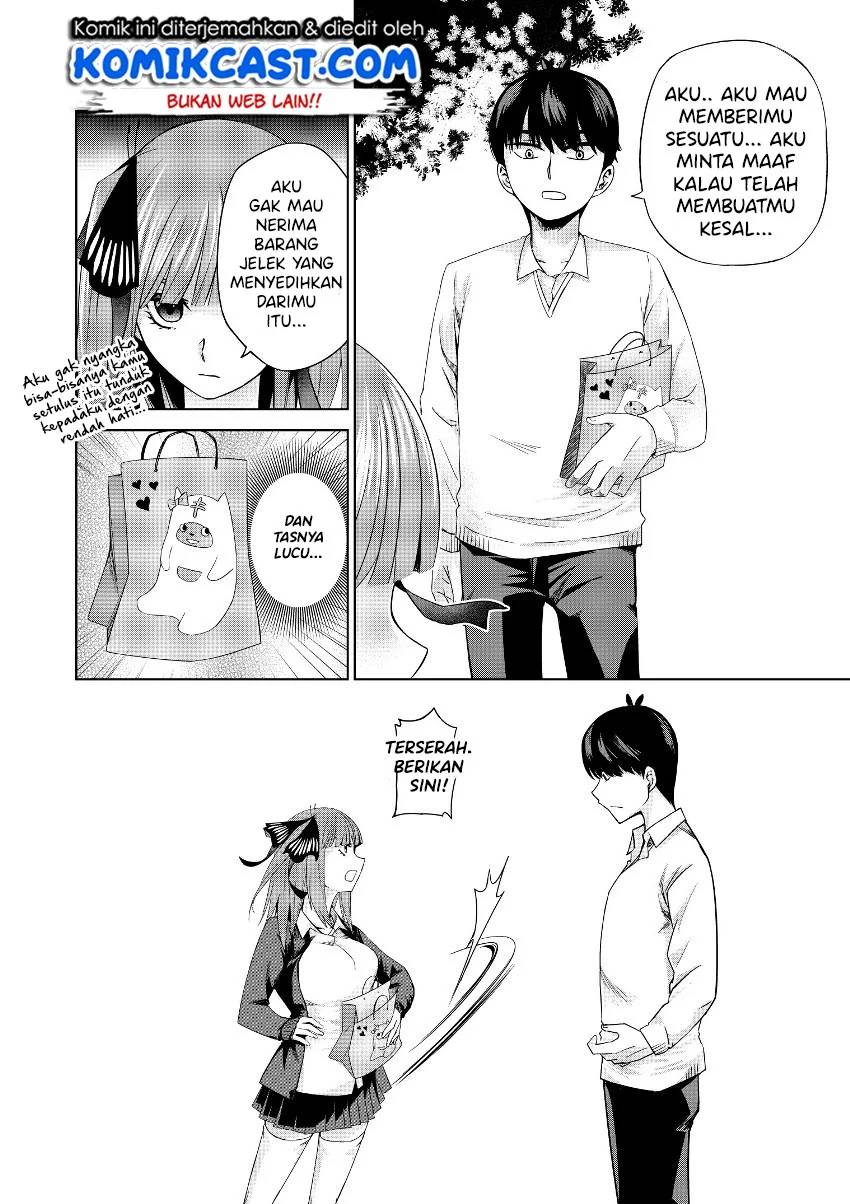 Komik ini diterjemahkan & diedit oleh
KOMIKCAST.COM
BUKAN WEB LAIN!!
AKU.. AKU MAU
MEMBERIMU
SESUATU... AKU
MINTA MAAF
KALAU TELAH
MEMBUATMU
KESAL...
AKU
GAK MAU
NERIMA
BARANG
JELEK YANG
MENYEDIHKAN
DARIMU
ITU...
Aku gak nyangka
bisa-bisanya kamu
setulus itu tunduk
kepadaku dengan
rendah hati...
DAN
TASNYA
LUCU...
TERSERAH.
BERIKAN
SINI!